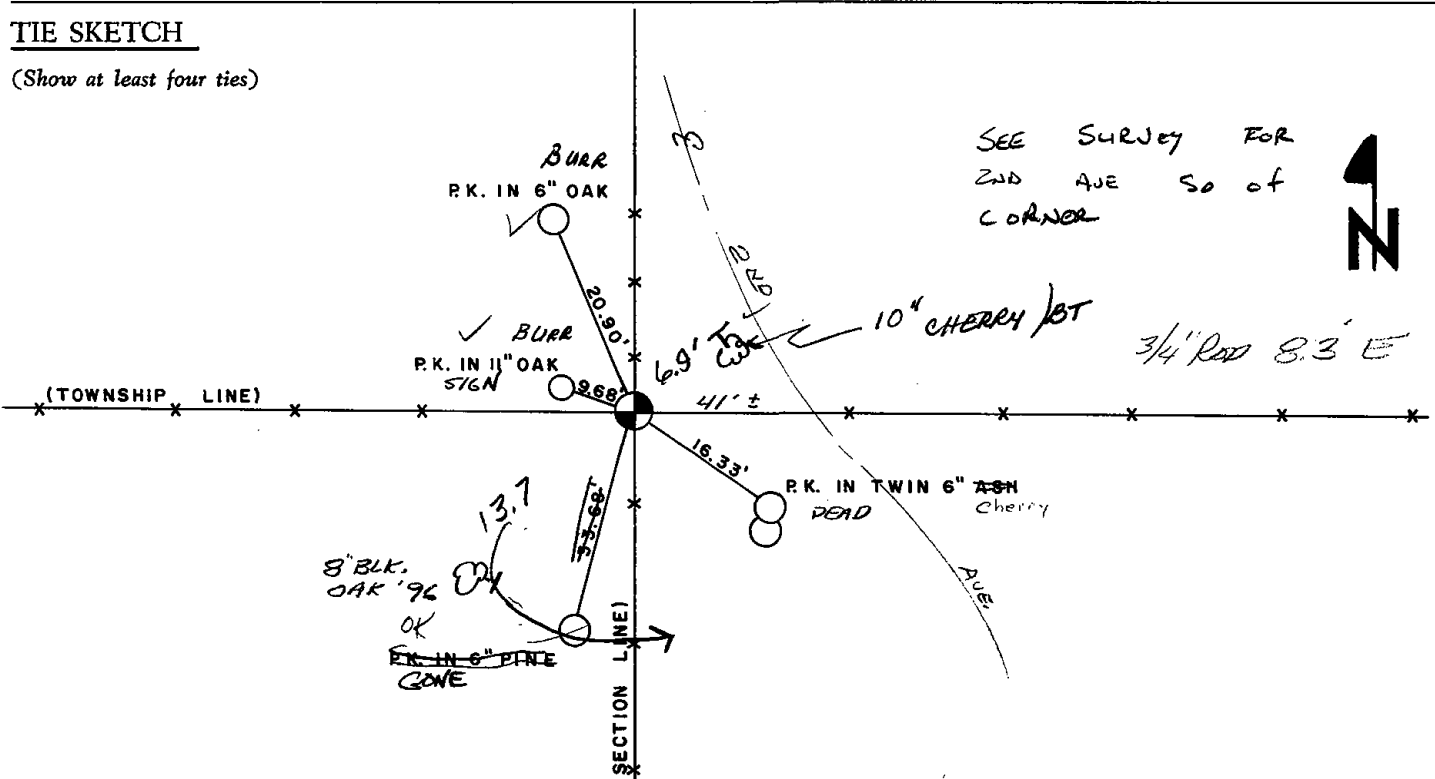 TIE SKETCH
(Show at least four ties)
BURR
P.K. IN 6" OAK
SEE SURVEY FOR
2ND AVE SO OF
CORNER
N
20.90'
2ND
10" CHERRY / BT
3/4" ROD 8.3' E
BURR
P.K. IN 11" OAK
SIGN
9.68'
6.9'
(TOWNSHIP LINE)
41' ±
16.33'
P.K. IN TWIN 6" ASH
DEAD
Cherry
13.7
33.68'
8" BLK.
OAK '96
OK
P.K. IN 6" PINE
GONE
AVE.
SECTION LINE)